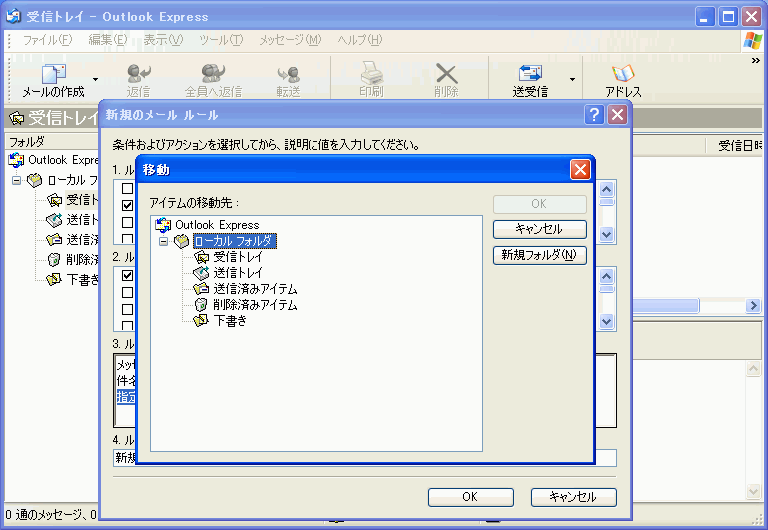 受信トレイ - Outlook Express
ファイル(F) 編集(E) 表示(V) ツール(T) メッセージ(M) ヘルプ(H)
メールの作成 返信 全員へ返信 転送 印刷 削除 送受信 アドレス
受信トレイ
フォルダ
受信日時
Outlook Expre
ローカル フ
受信ト
送信ト
送信済
削除済
下書き
新規のメール ルール
条件およびアクションを選択してから、説明に値を入力してください。
1. ル
2. ル
3. ル
メッセ
件名
指定
4. ル
新規
OK キャンセル
移動
アイテムの移動先 :
Outlook Express
ローカル フォルダ
受信トレイ
送信トレイ
送信済みアイテム
削除済みアイテム
下書き
OK
キャンセル
新規フォルダ(N)
0 通のメッセージ、0